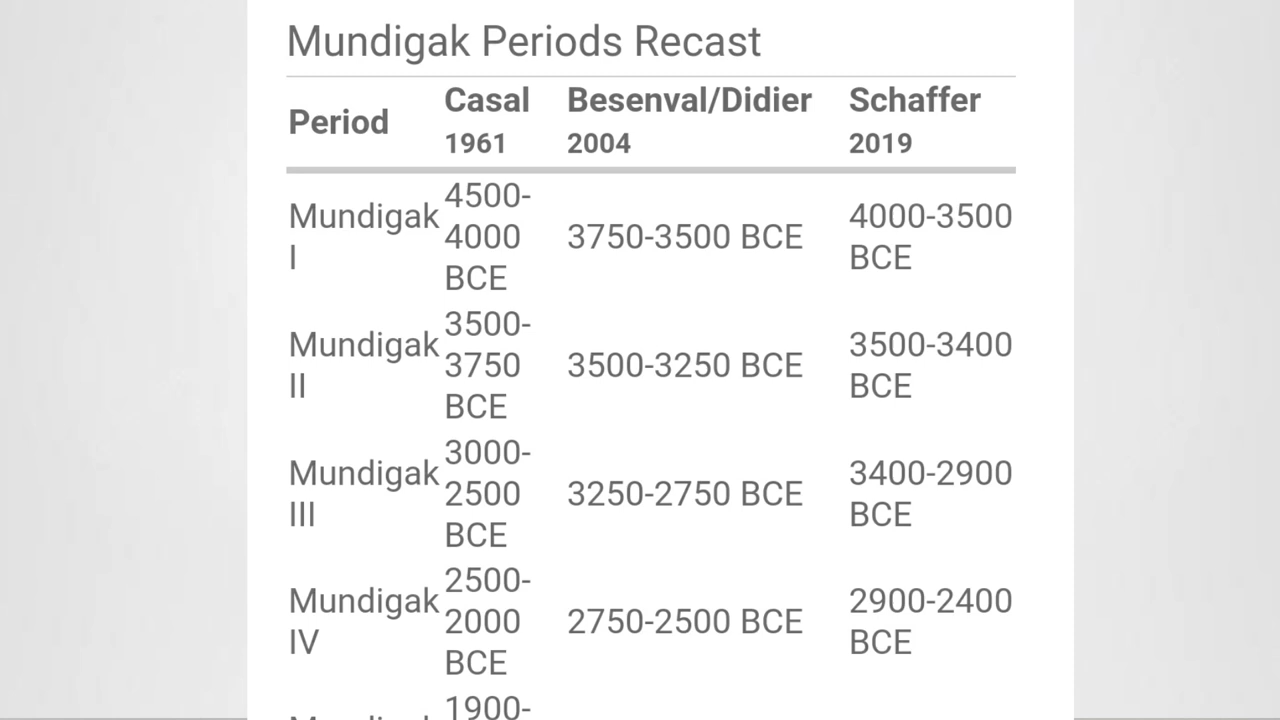 Mundigak Periods Recast
Period Casal 1961 Besenval/Didier 2004 Schaffer 2019
Mundigak I 4500-4000 BCE 3750-3500 BCE 4000-3500 BCE
Mundigak II 3500-3750 BCE 3500-3250 BCE 3500-3400 BCE
Mundigak III 3000-2500 BCE 3250-2750 BCE 3400-2900 BCE
Mundigak IV 2500-2000 BCE 2750-2500 BCE 2900-2400 BCE
1900-